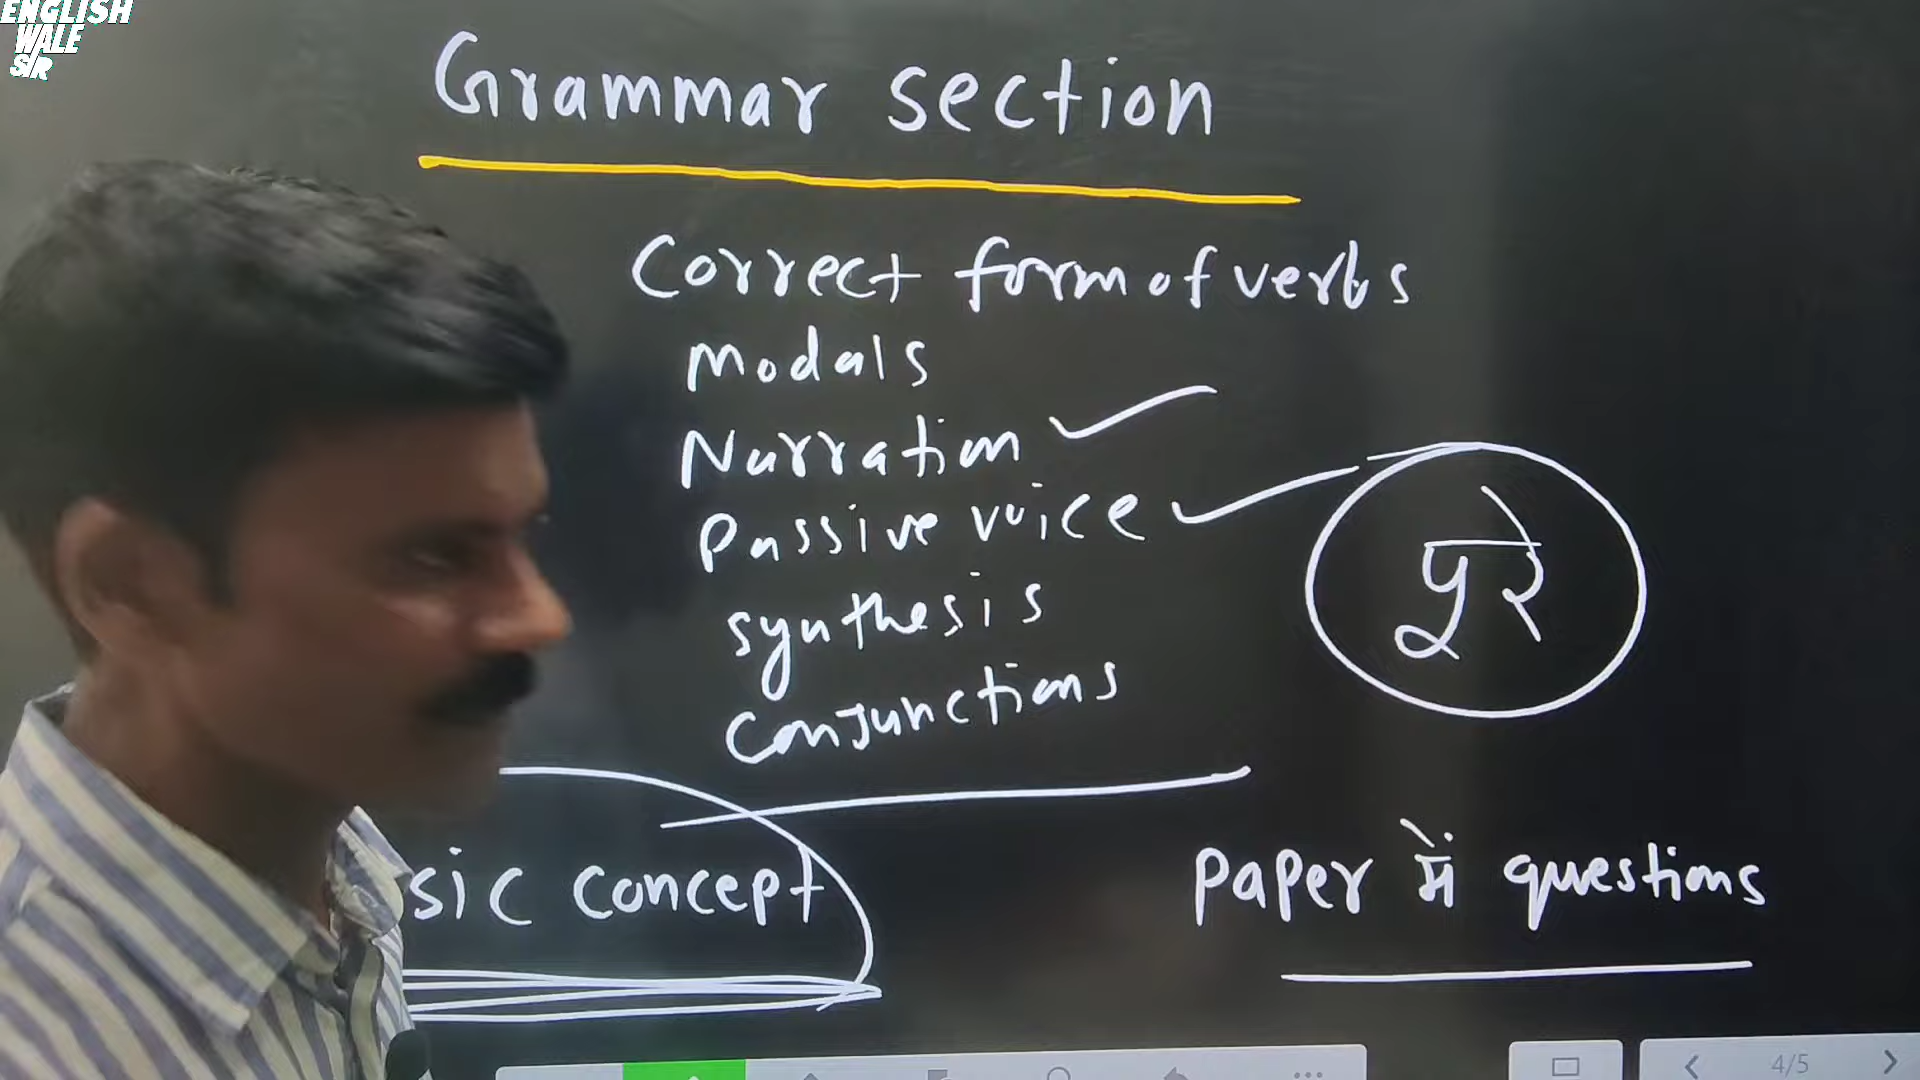 ENGLISH
WALE
SIR
Grammar section
Correct form of verbs
Modals
Narration
Passive voice
synthesis
Conjunctions
पूरे
sic concept
paper में questions
4/5